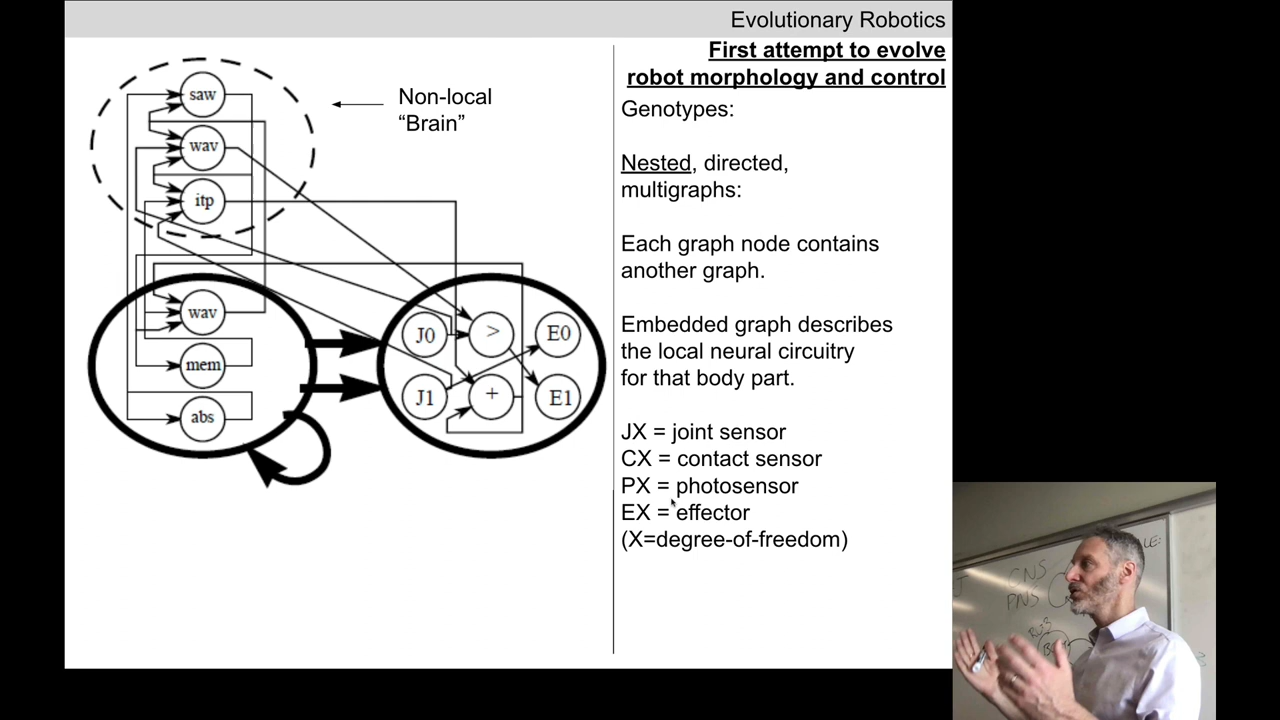 Evolutionary Robotics
First attempt to evolve
robot morphology and control
Genotypes:
Nested, directed,
multigraphs:
Each graph node contains
another graph.
Embedded graph describes
the local neural circuitry
for that body part.
JX = joint sensor
CX = contact sensor
PX = photosensor
EX = effector
(X=degree-of-freedom)
Non-local
“Brain”
saw
wav
itp
wav
mem
abs
J0
>
E0
J1
+
E1
CNS
PNS